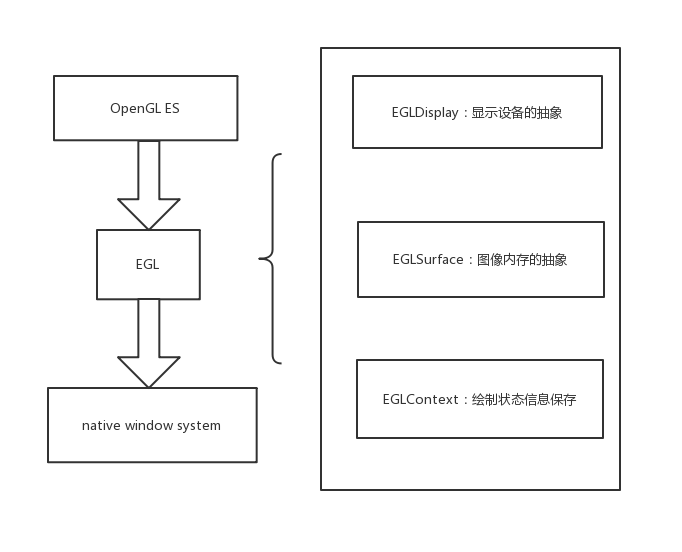 OpenGL ES
EGL
native window system
EGLDisplay：显示设备的抽象
EGLSurface：图像内存的抽象
EGLContext：绘制状态信息保存